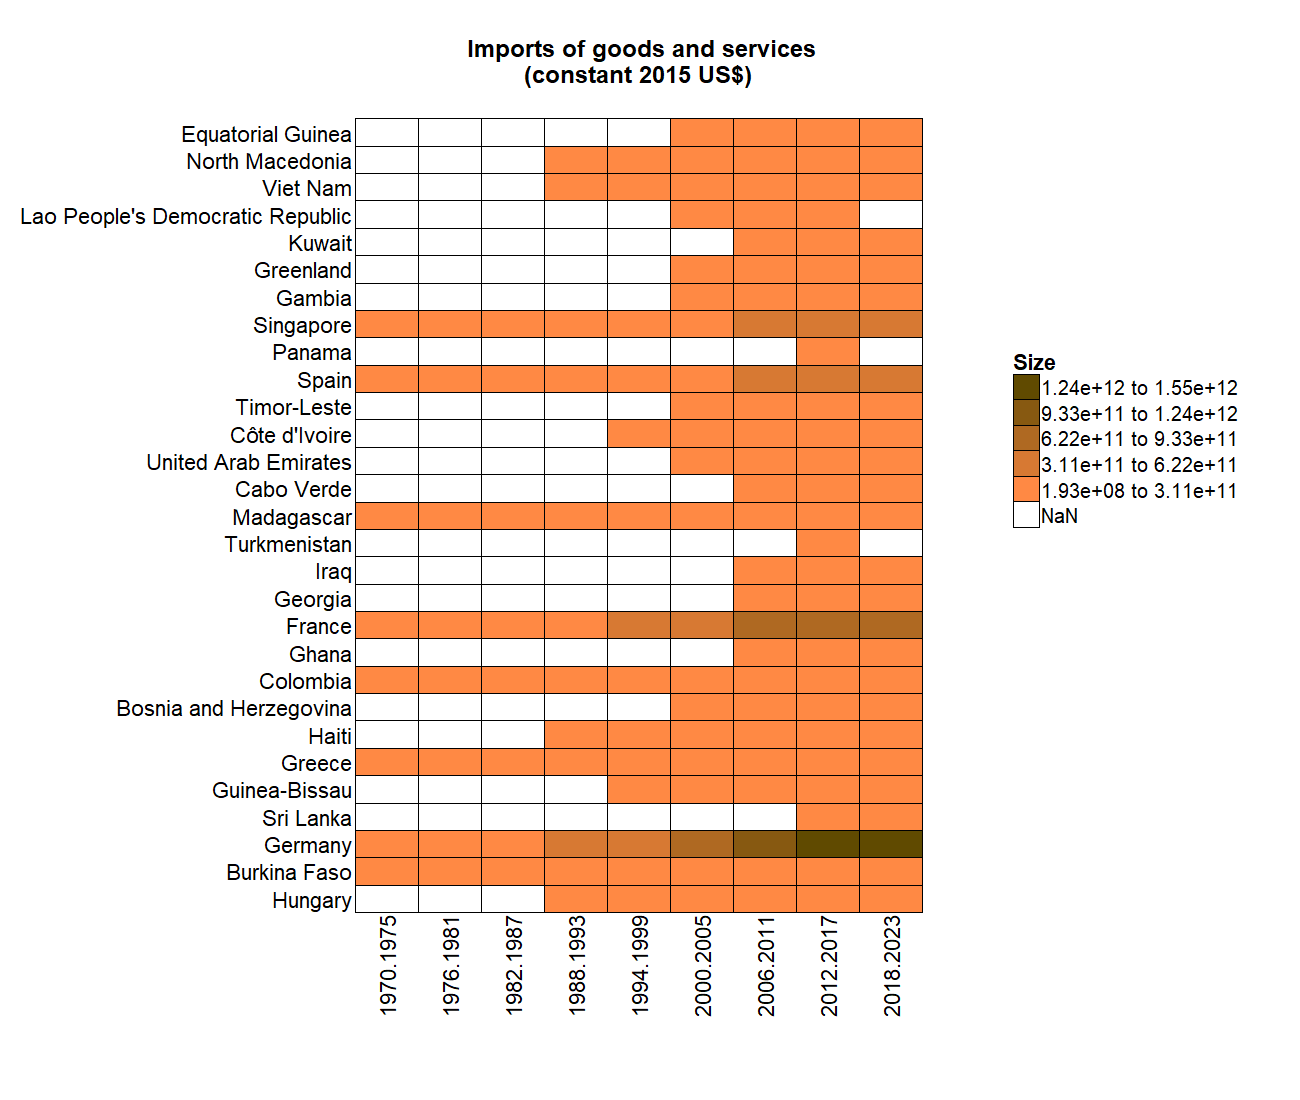 Imports of goods and services
(constant 2015 US$)
Equatorial Guinea
North Macedonia
Viet Nam
Lao People's Democratic Republic
Kuwait
Greenland
Gambia
Singapore
Panama
Spain
Timor-Leste
Côte d'Ivoire
United Arab Emirates
Cabo Verde
Madagascar
Turkmenistan
Iraq
Georgia
France
Ghana
Colombia
Bosnia and Herzegovina
Haiti
Greece
Guinea-Bissau
Sri Lanka
Germany
Burkina Faso
Hungary
1970.1975
1976.1981
1982.1987
1988.1993
1994.1999
2000.2005
2006.2011
2012.2017
2018.2023
Size
1.24e+12 to 1.55e+12
9.33e+11 to 1.24e+12
6.22e+11 to 9.33e+11
3.11e+11 to 6.22e+11
1.93e+08 to 3.11e+11
NaN